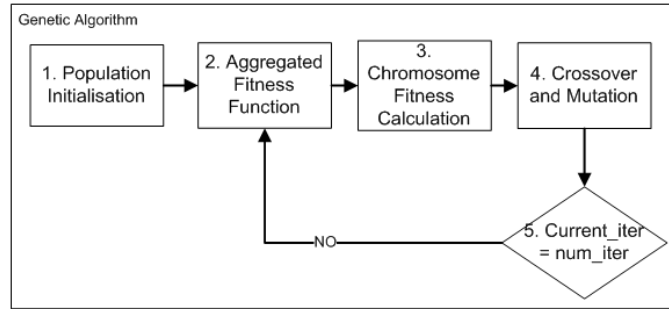 Genetic Algorithm
1. Population
Initialisation
2. Aggregated
Fitness
Function
3.
Chromosome
Fitness
Calculation
4. Crossover
and Mutation
5. Current_iter
= num_iter
NO